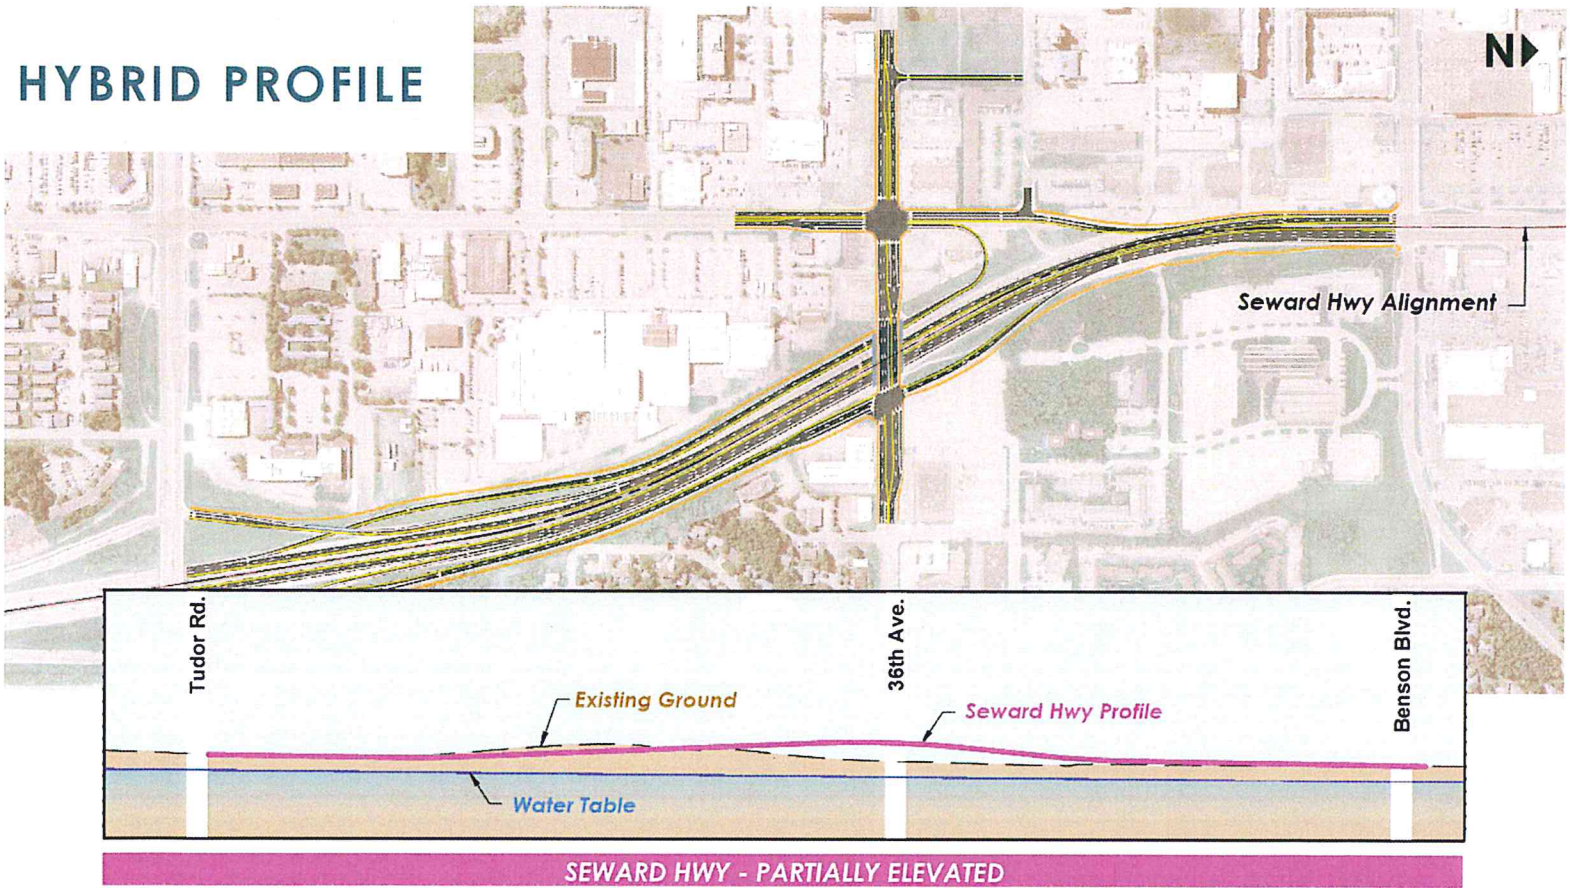 HYBRID PROFILE
N
Seward Hwy Alignment
Tudor Rd.
36th Ave.
Benson Blvd.
Existing Ground
Seward Hwy Profile
Water Table
SEWARD HWY - PARTIALLY ELEVATED